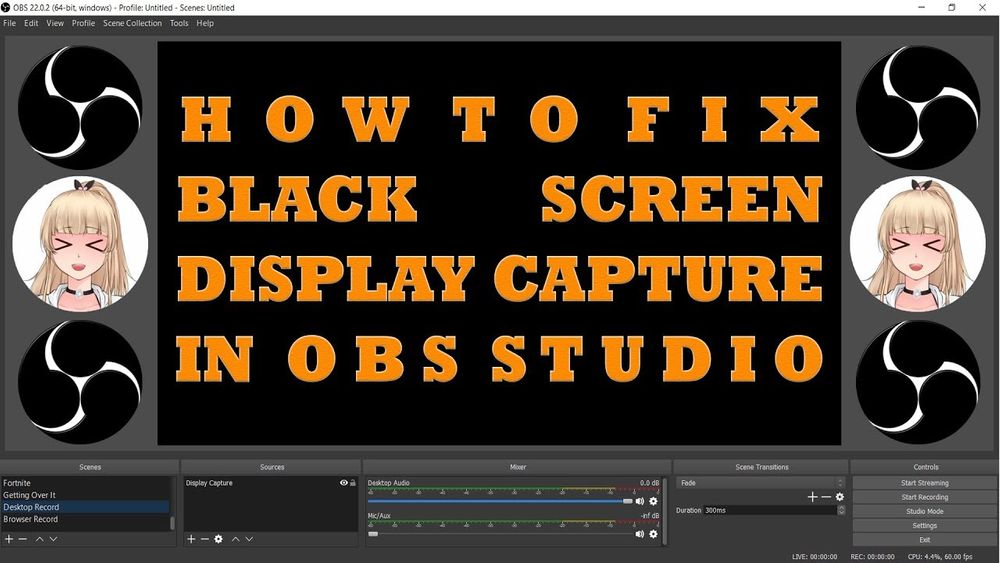 OBS 22.0.2 (64-bit, windows) - Profile: Untitled - Scenes: Untitled
File Edit View Profile Scene Collection Tools Help
HOW TO FIX
BLACK SCREEN
DISPLAY CAPTURE
IN OBS STUDIO
Scenes
Fortnite
Getting Over It
Desktop Record
Browser Record
Sources
Display Capture
Mixer
Desktop Audio 0.0 dB
Mic/Aux -inf dB
Scene Transitions
Fade
Duration 300ms
Controls
Start Streaming
Start Recording
Studio Mode
Settings
Exit
LIVE: 00:00:00 REC: 00:00:00 CPU: 4.4%, 60.00 fps